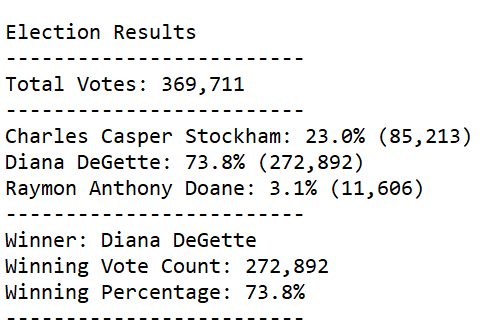 Election Results
-------------------------
Total Votes: 369,711
-------------------------
Charles Casper Stockham: 23.0% (85,213)
Diana DeGette: 73.8% (272,892)
Raymon Anthony Doane: 3.1% (11,606)
-------------------------
Winner: Diana DeGette
Winning Vote Count: 272,892
Winning Percentage: 73.8%
-------------------------